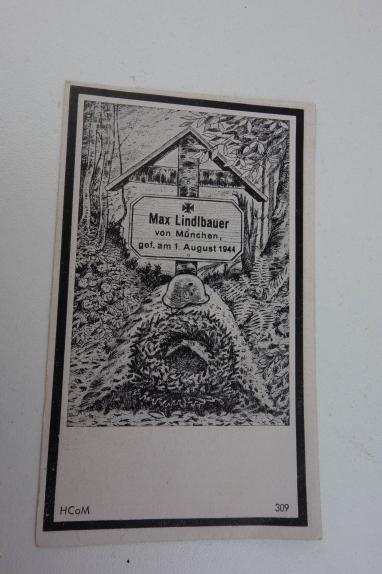 Max Lindlbauer
von München,
gef. am 1. August 1944
HCoM
309